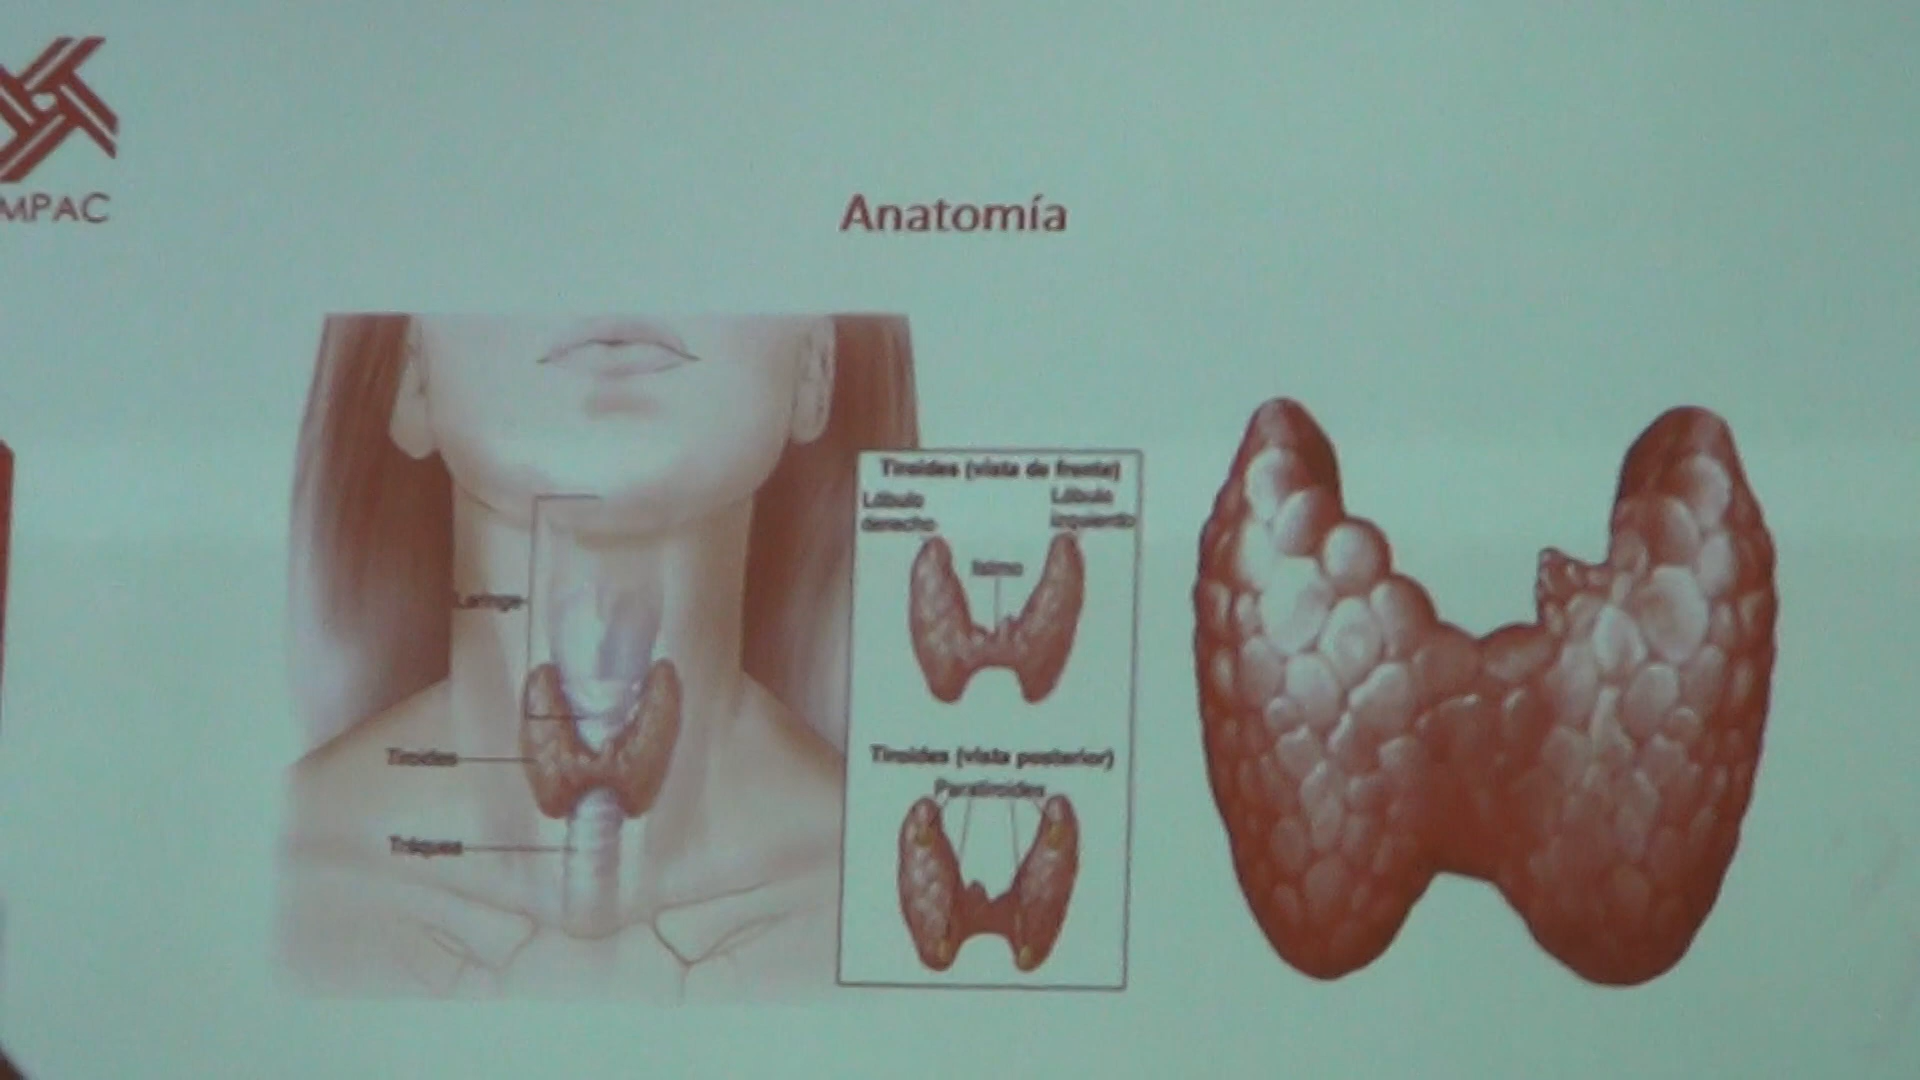 MPAC
Anatomía
Tiroides (vista de frente)
Lóbulo
derecho
Lóbulo
izquierdo
Istmo
Laringe
Tiroides
Tráquea
Tiroides (vista posterior)
Paratiroides